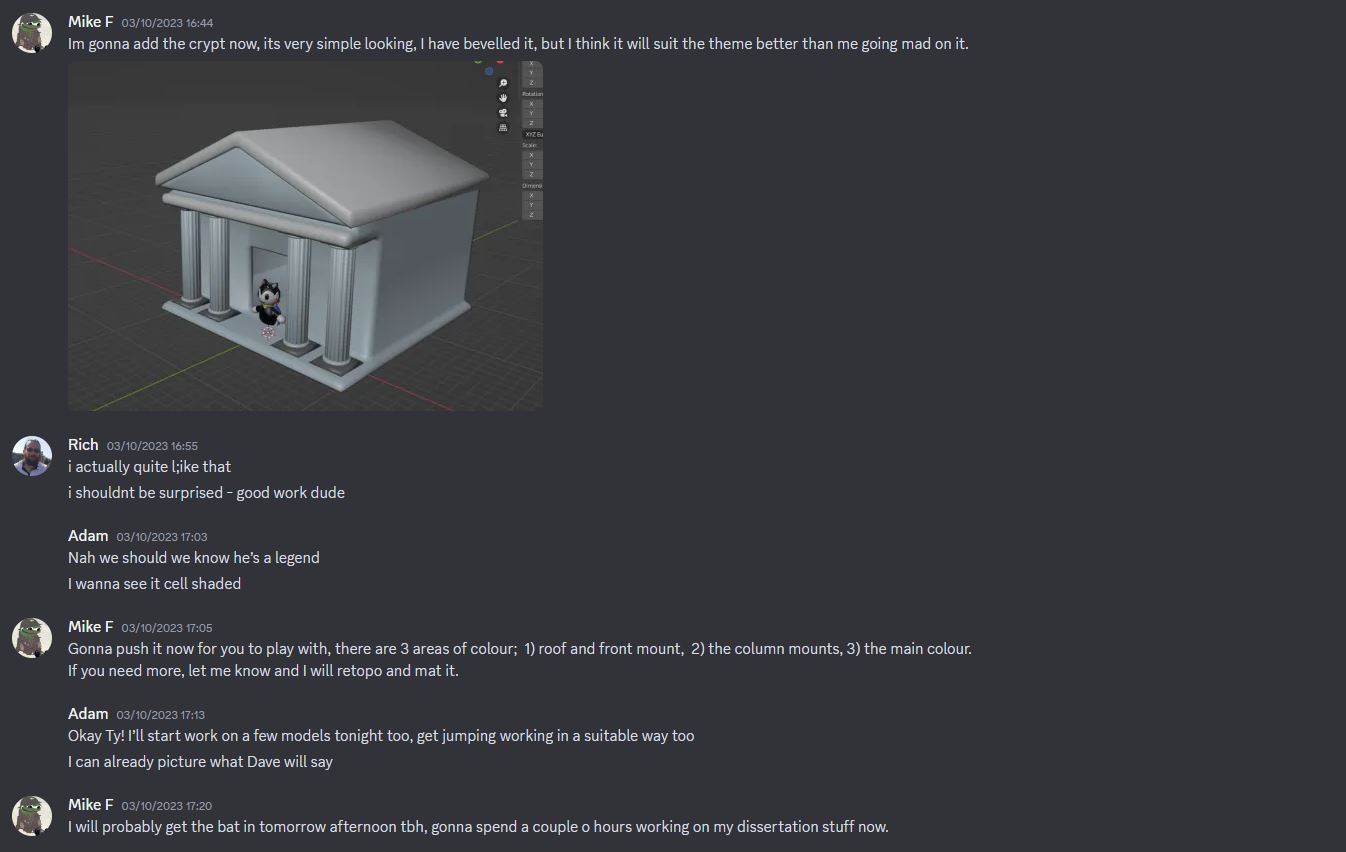 Mike F 03/10/2023 16:44
Im gonna add the crypt now, its very simple looking, I have bevelled it, but I think it will suit the theme better than me going mad on it.
X
Y
Z
Rotation
X
Y
Z
XYZ Eu
Scale:
X
Y
Z
Dimensi
X
Y
Z
Rich 03/10/2023 16:55
i actually quite l;ike that
i shouldnt be surprised - good work dude
Adam 03/10/2023 17:03
Nah we should we know he's a legend
I wanna see it cell shaded
Mike F 03/10/2023 17:05
Gonna push it now for you to play with, there are 3 areas of colour;  1) roof and front mount,  2) the column mounts, 3) the main colour.
If you need more, let me know and I will retopo and mat it.
Adam 03/10/2023 17:13
Okay Ty! I'll start work on a few models tonight too, get jumping working in a suitable way too
I can already picture what Dave will say
Mike F 03/10/2023 17:20
I will probably get the bat in tomorrow afternoon tbh, gonna spend a couple o hours working on my dissertation stuff now.